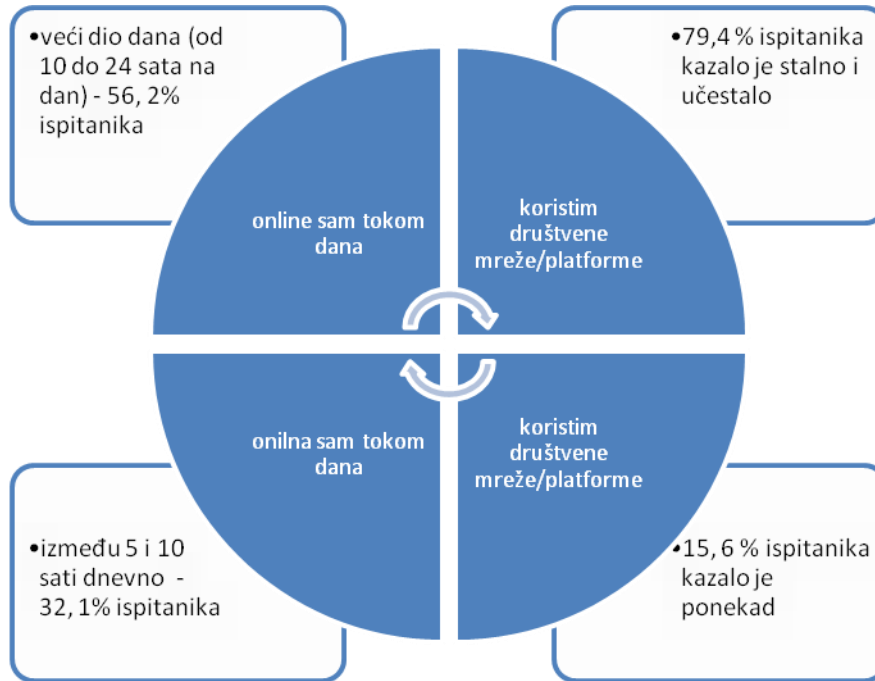 •veći dio dana (od
10 do 24 sata na
dan) - 56, 2%
ispitanika
•79,4 % ispitanika
kazalo je stalno i
učestalo
online sam tokom
dana
koristim
društvene
mreže/platforme
onilna sam tokom
dana
koristim
društvene
mreže/platforme
•između 5 i 10
sati dnevno -
32, 1% ispitanika
•15, 6 % ispitanika
kazalo je
ponekad